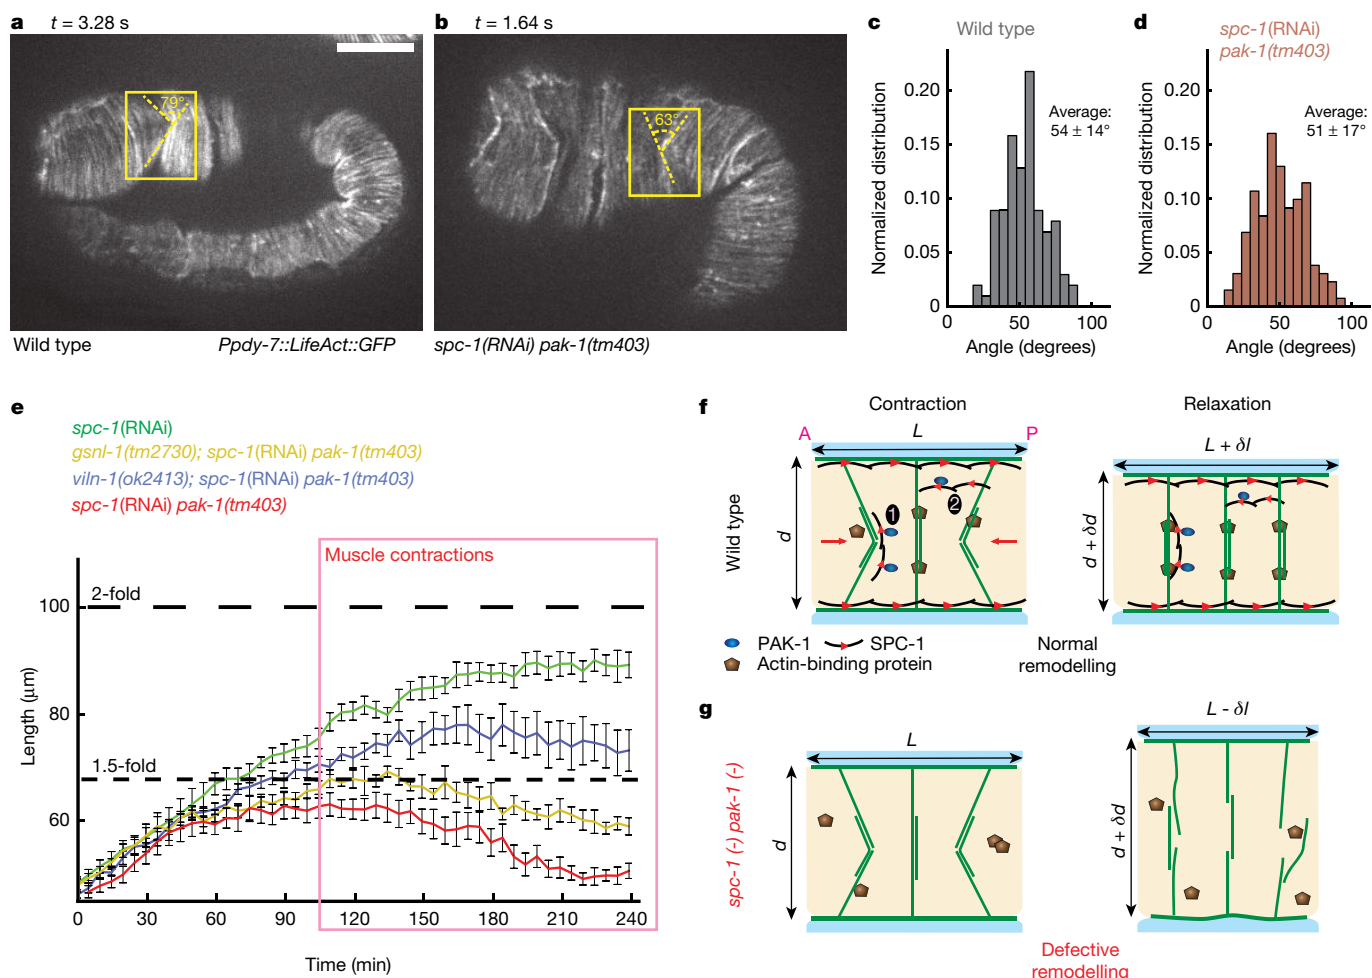 a t = 3.28 s
79°
Wild type Ppdy-7::LifeAct::GFP
b t = 1.64 s
63°
spc-1(RNAi) pak-1(tm403)
c Wild type
Normalized distribution
0.20
0.15
0.10
0.05
0
Average:
54 ± 14°
0 50 100
Angle (degrees)
d spc-1(RNAi)
pak-1(tm403)
Normalized distribution
0.20
0.15
0.10
0.05
0
Average:
51 ± 17°
0 50 100
Angle (degrees)
e
spc-1(RNAi)
gsnl-1(tm2730); spc-1(RNAi) pak-1(tm403)
viln-1(ok2413); spc-1(RNAi) pak-1(tm403)
spc-1(RNAi) pak-1(tm403)
Muscle contractions
2-fold
1.5-fold
Length (μm)
100
80
60
0 30 60 90 120 150 180 210 240
Time (min)
f Contraction Relaxation
A L P
L + δl
Wild type
d
1
2
d + δd
PAK-1 SPC-1
Actin-binding protein
Normal
remodelling
g
spc-1 (-) pak-1 (-)
L
d
L - δl
d + δd
Defective
remodelling